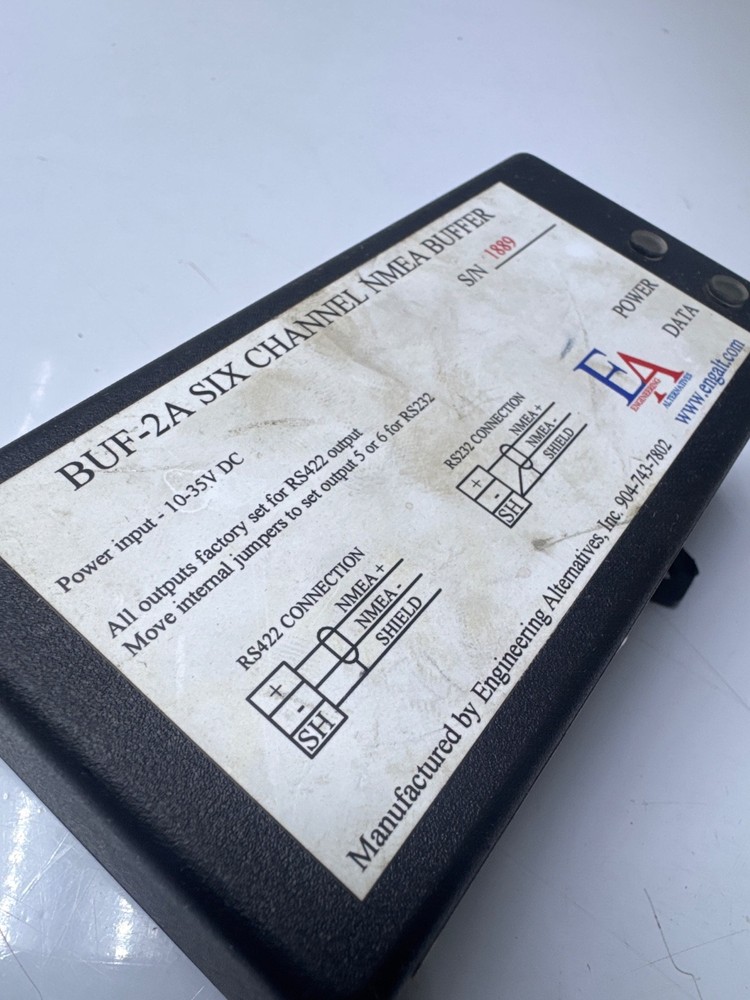 BUF-2A SIX CHANNEL NMEA BUFFER
S/N 1889
Power input - 10-35V DC
All outputs factory set for RS422 output
Move internal jumpers to set output 5 or 6 for RS232
POWER
DATA
RS422 CONNECTION
+
-
SH
NMEA +
NMEA -
SHIELD
RS232 CONNECTION
+
-
SH
NMEA +
NMEA -
SHIELD
EA
ENGINEERING
ALTERNATIVES
www.engalt.com
Manufactured by Engineering Alternatives, Inc. 904-743-7802